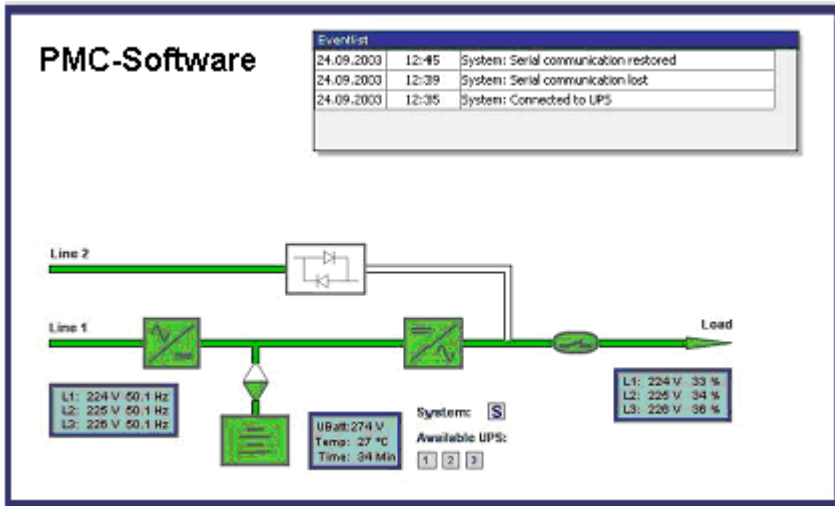 PMC-Software
Eventlist
24.09.2003 12:45 System: Serial communication restored
24.09.2003 12:39 System: Serial communication lost
24.09.2003 12:35 System: Connected to UPS
Line 2
Line 1
Load
L1: 224 V 50.1 Hz
L2: 225 V 50.1 Hz
L3: 226 V 50.1 Hz
UBatt:274 V
Temp: 27 °C
Time: 34 Min
System: S
Available UPS:
1 2 3
L1: 224 V 33 %
L2: 225 V 34 %
L3: 226 V 36 %